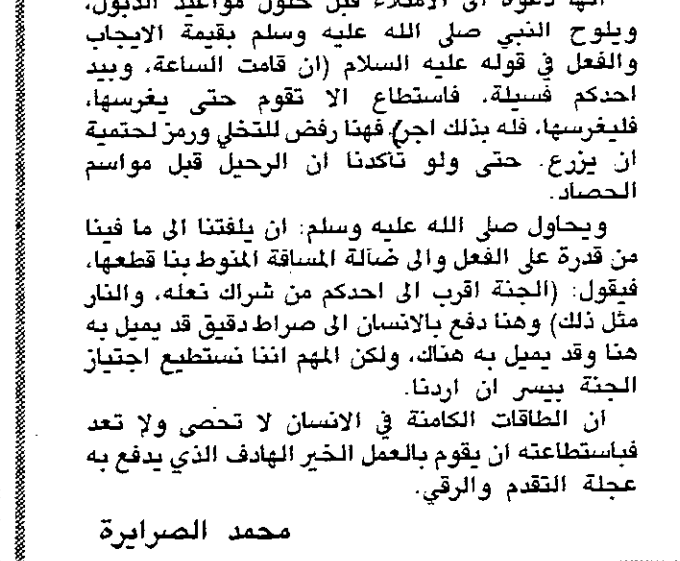 انها دعوة الى الامتلاء قبل حلول مواعيد الذبول،
ويلوح النبي صلى الله عليه وسلم بقيمة الايجاب
والفعل في قوله عليه السلام (ان قامت الساعة، وبيد
احدكم فسيلة، فاستطاع الا تقوم حتى يغرسها،
فليغرسها، فله بذلك اجر) فهنا رفض للتخلي ورمز لحتمية
ان يزرع. حتى ولو تأكدنا ان الرحيل قبل مواسم
الحصاد.
ويحاول صلى الله عليه وسلم: ان يلفتنا الى ما فينا
من قدرة على الفعل والى ضآلة المسافة المنوط بنا قطعها،
فيقول: (الجنة اقرب الى احدكم من شراك نعله، والنار
مثل ذلك) وهنا دفع بالانسان الى صراط دقيق قد يميل به
هنا وقد يميل به هناك، ولكن المهم اننا نستطيع اجتياز
الجنة بيسر ان اردنا.
ان الطاقات الكامنة في الانسان لا تحصى ولا تعد
فباستطاعته ان يقوم بالعمل الخير الهادف الذي يدفع به
عجلة التقدم والرقي.
محمد الصرايرة